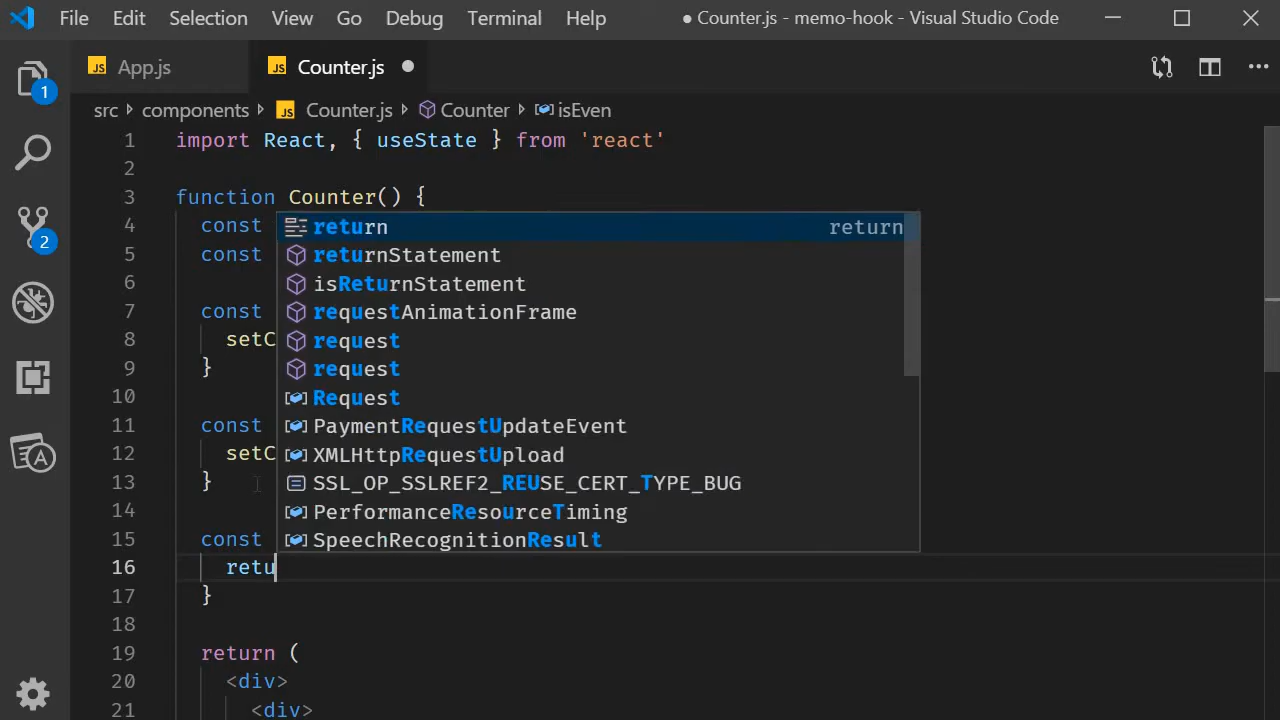 File Edit Selection View Go Debug Terminal Help ● Counter.js - memo-hook - Visual Studio Code
JS App.js JS Counter.js
src > components > JS Counter.js > Counter > isEven
1
1 import React, { useState } from 'react'
2
3 function Counter() {
4 const
5 const
6
7 const
8 setC
9 }
10
11 const
12 setC
13 }
14
15 const
16 retu
17 }
18
19 return (
20 <div>
21 <div>
2
A
return return
returnStatement
isReturnStatement
requestAnimationFrame
request
request
Request
PaymentRequestUpdateEvent
XMLHttpRequestUpload
SSL_OP_SSLREF2_REUSE_CERT_TYPE_BUG
PerformanceResourceTiming
SpeechRecognitionResult